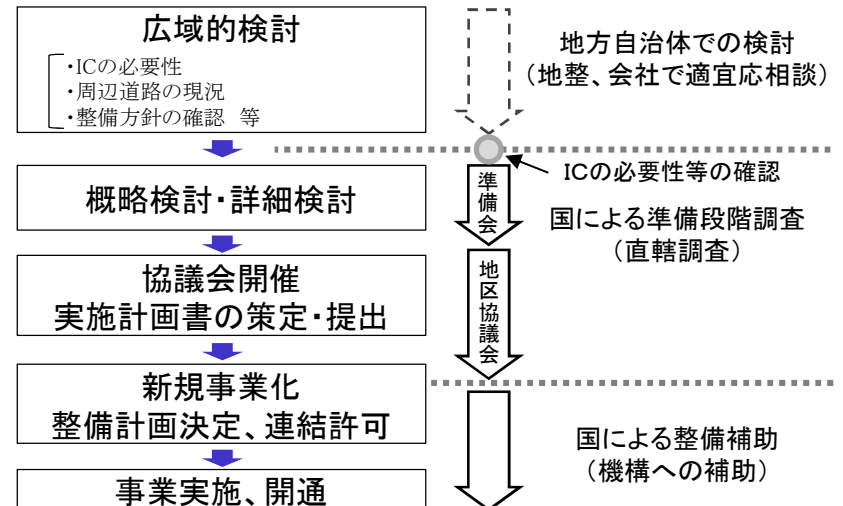 広域的検討
・ICの必要性
・周辺道路の現況
・整備方針の確認 等
地方自治体での検討
（地整、会社で適宜応相談）
ICの必要性等の確認
概略検討・詳細検討
準備会
国による準備段階調査
（直轄調査）
協議会開催
実施計画書の策定・提出
地区協議会
新規事業化
整備計画決定、連結許可
国による整備補助
（機構への補助）
事業実施、開通